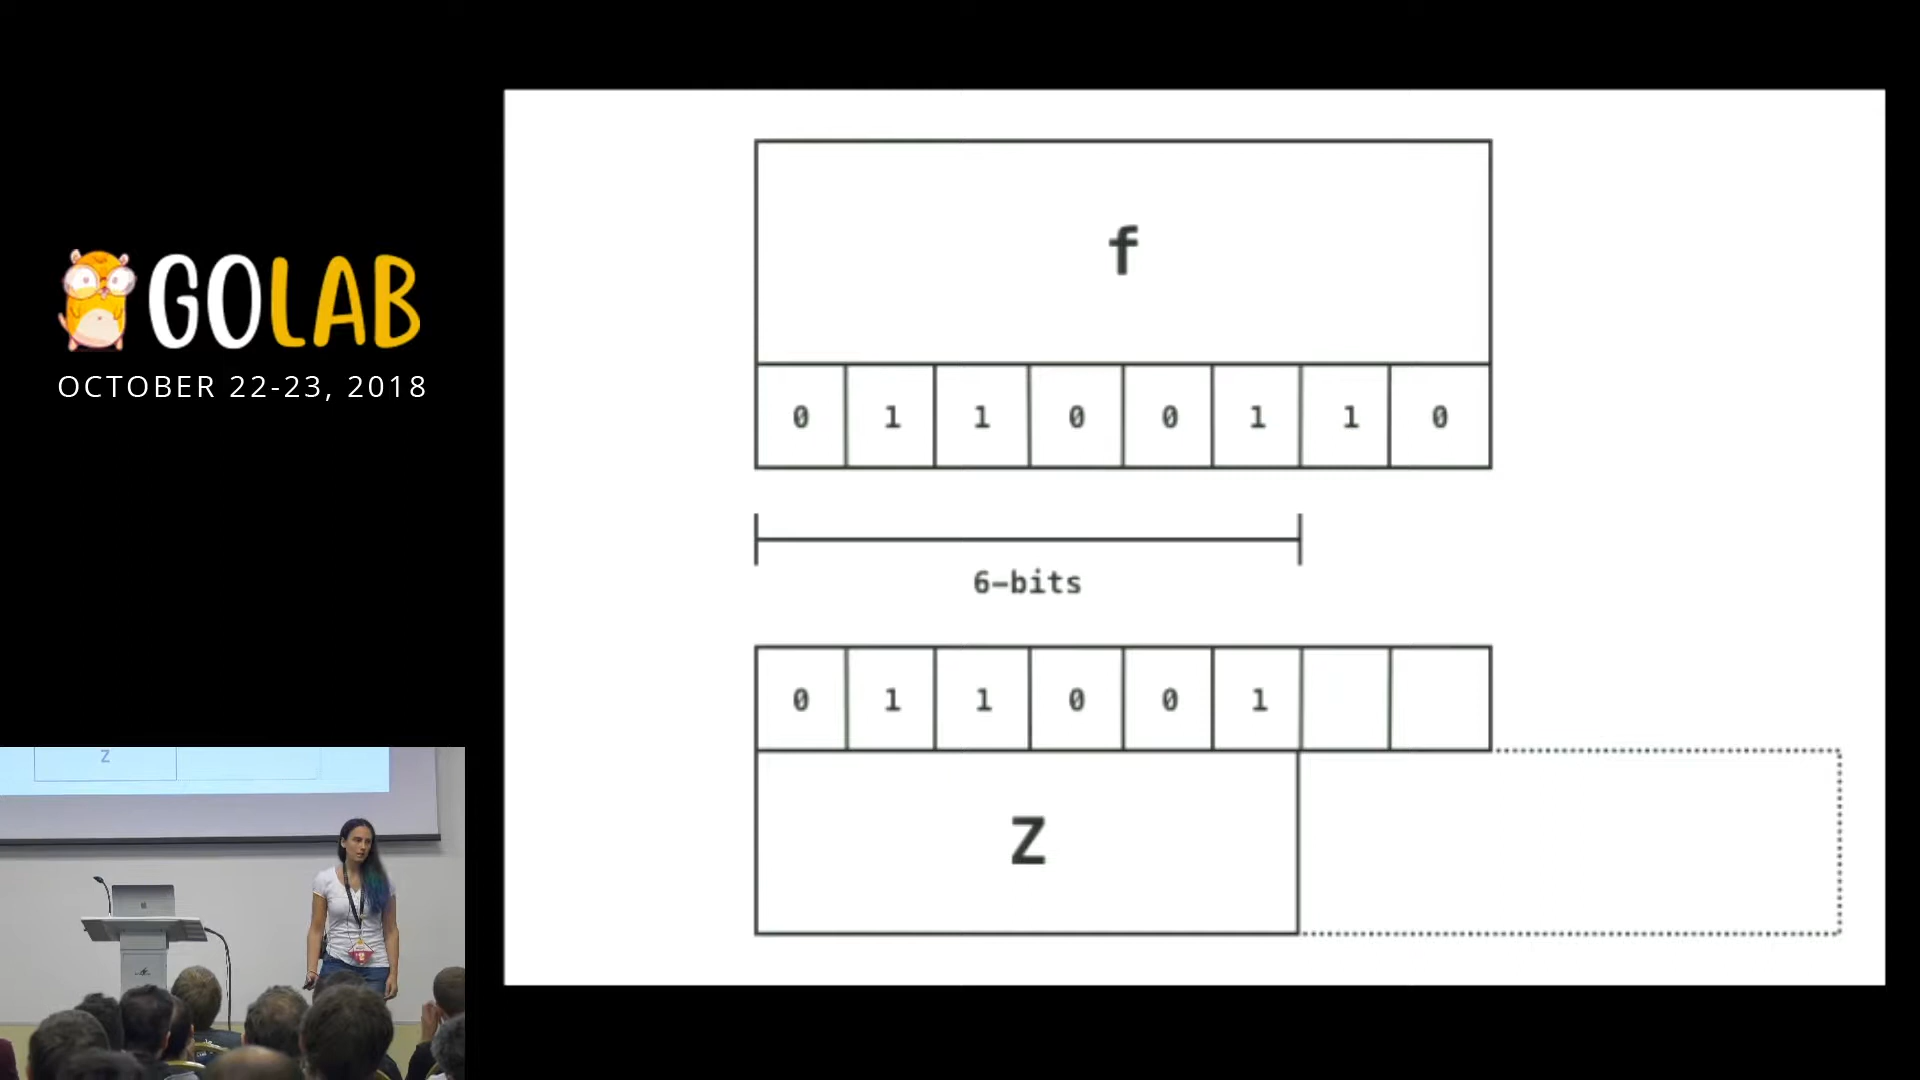 GOLAB
OCTOBER 22-23, 2018
f
0 1 1 0 0 1 1 0
6-bits
0 1 1 0 0 1
Z
Z